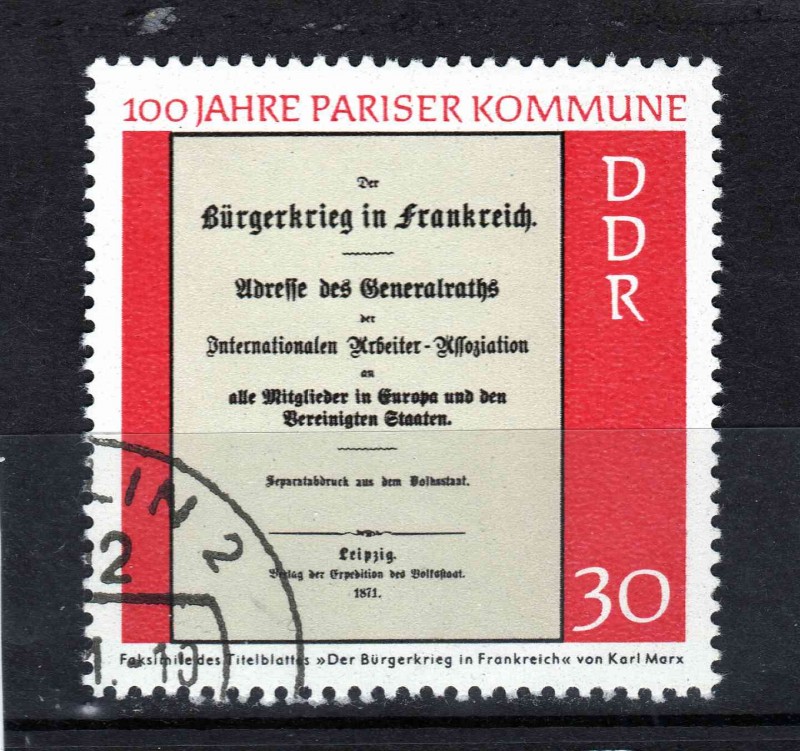 100 JAHRE PARISER KOMMUNE
D
D
R
Der
Bürgerkrieg in Frankreich.
Adresse des Generalraths
der
Internationalen Arbeiter-Assoziation
an
alle Mitglieder in Europa und den
Vereinigten Staaten.
Separatabdruck aus dem Volksstaat.
Leipzig.
Verlag der Expedition des Volksstaat.
1871.
30
Faksimile des Titelblattes »Der Bürgerkrieg in Frankreich« von Karl Marx
IN 2